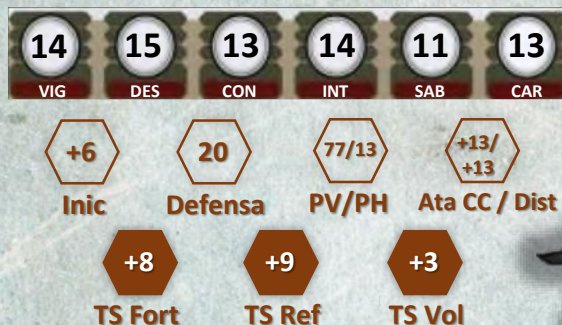 14 15 13 14 11 13
VIG DES CON INT SAB CAR
+6 20 77/13 +13/
+13
Inic Defensa PV/PH Ata CC / Dist
+8 +9 +3
TS Fort TS Ref TS Vol